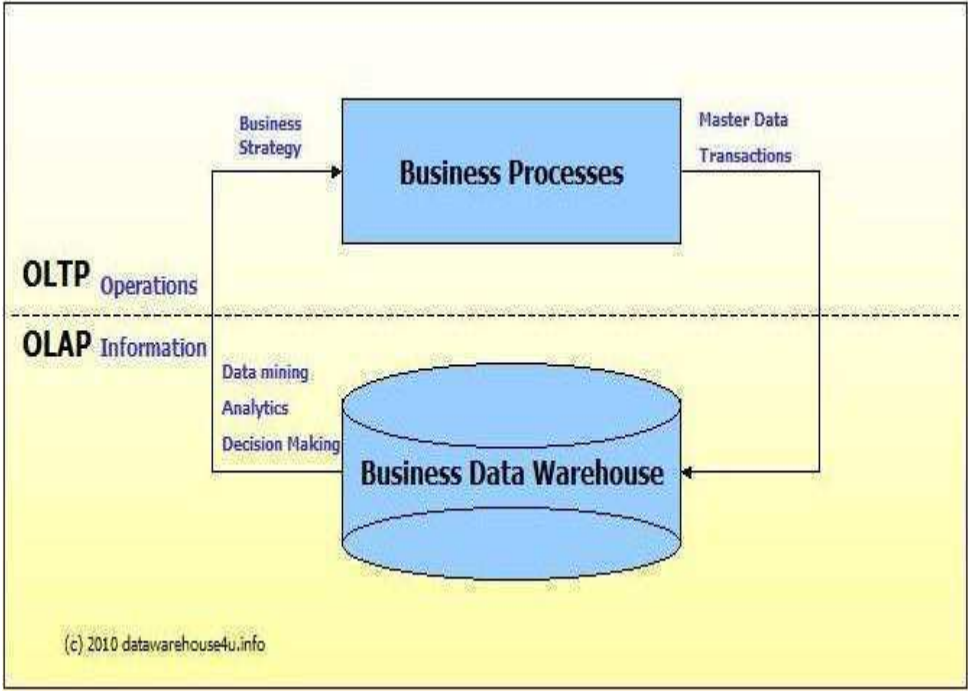 Business
Strategy
Business Processes
Master Data
Transactions
OLTP Operations
OLAP Information
Data mining
Analytics
Decision Making
Business Data Warehouse
(c) 2010 datawarehouse4u.info